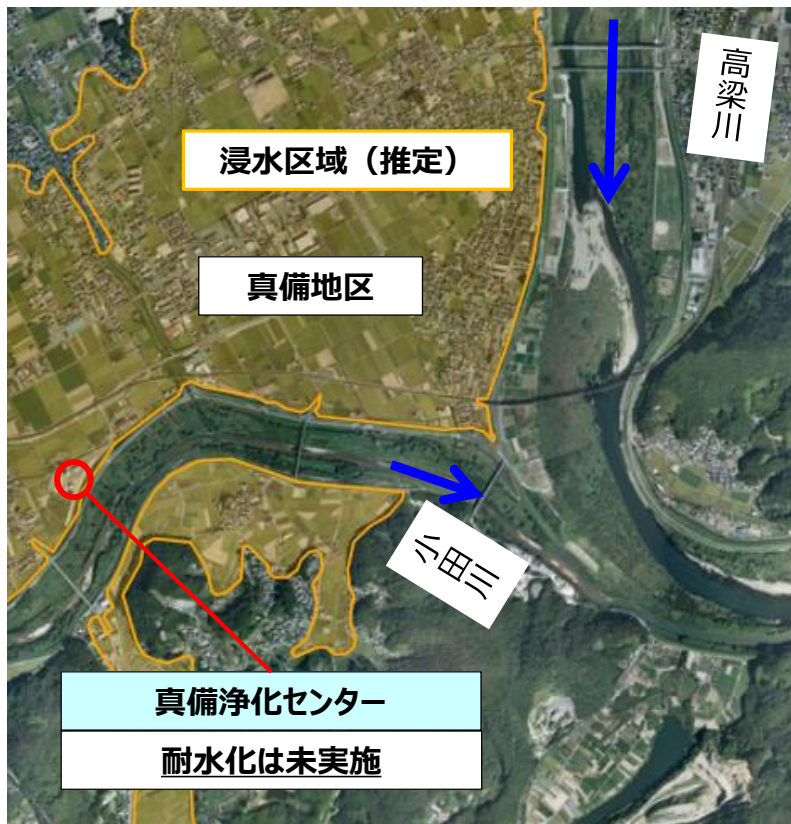 高梁川
浸水区域（推定）
真備地区
小田川
真備浄化センター
耐水化は未実施